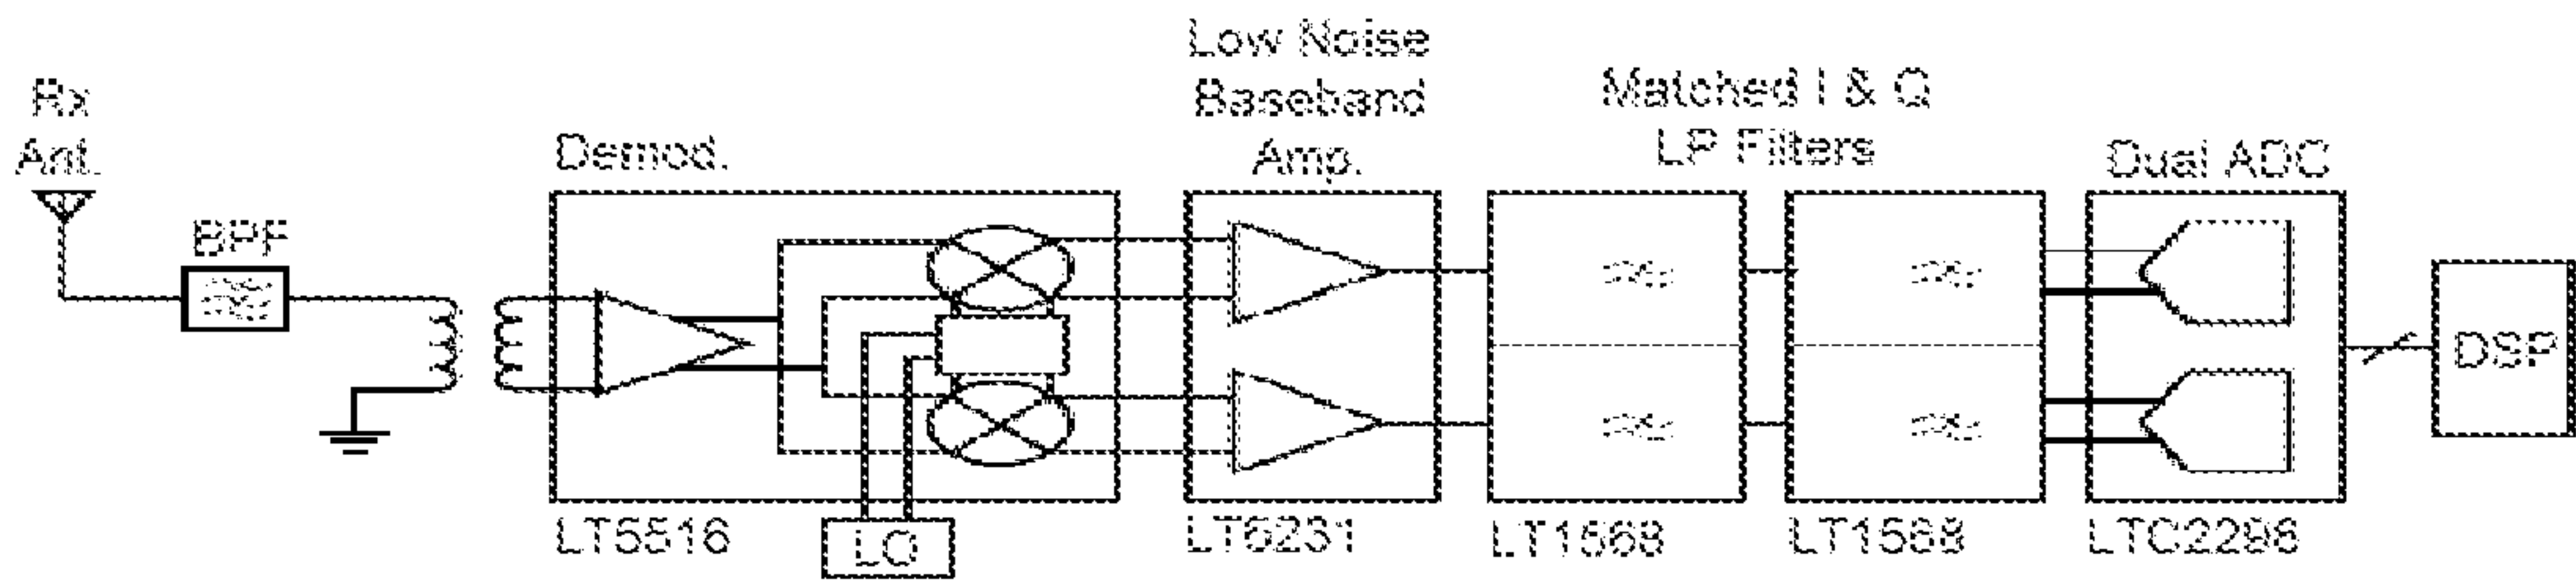 Rx
Ant.
BPF
Demod.
LT5516
LO
Low Noise
Baseband
Amp.
LT6231
Matched I & Q
LP Filters
LT1568
LT1568
Dual ADC
LTC2298
DSP